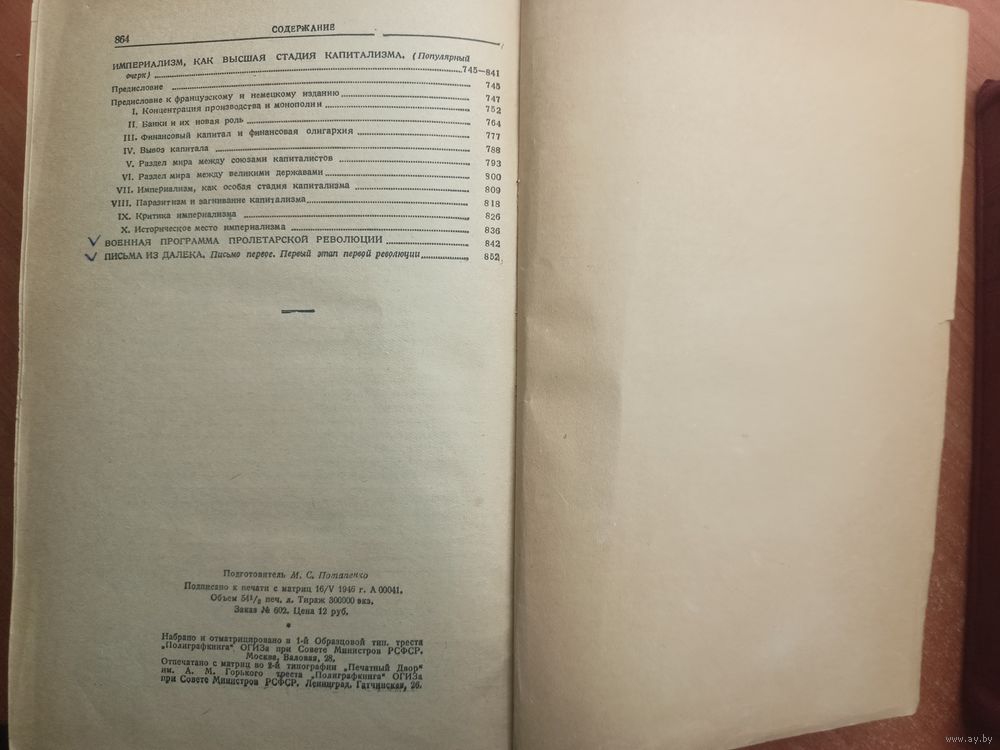 864 СОДЕРЖАНИЕ
ИМПЕРИАЛИЗМ, КАК ВЫСШАЯ СТАДИЯ КАПИТАЛИЗМА. (Популярный
очерк) 745—841
Предисловие 745
Предисловие к французскому и немецкому изданию 747
I. Концентрация производства и монополии 752
II. Банки и их новая роль 764
III. Финансовый капитал и финансовая олигархия 777
IV. Вывоз капитала 788
V. Раздел мира между союзами капиталистов 793
VI. Раздел мира между великими державами 800
VII. Империализм, как особая стадия капитализма 809
VIII. Паразитизм и загнивание капитализма 818
IX. Критика империализма 826
X. Историческое место империализма 836
ВОЕННАЯ ПРОГРАММА ПРОЛЕТАРСКОЙ РЕВОЛЮЦИИ 842
ПИСЬМА ИЗ ДАЛЕКА. Письмо первое. Первый этап первой революции 852
Подготовитель М. С. Потапенко
Подписано к печати с матриц 16/V 1946 г. А 00041.
Объем 54½ печ. л. Тираж 300000 экз.
Заказ № 602. Цена 12 руб.
*
Набрано и отматрицировано в 1-й Образцовой тип. треста
„Полиграфкнига" ОГИЗа при Совете Министров РСФСР.
Москва, Валовая, 28.
Отпечатано с матриц во 2-й типографии „Печатный Двор"
им. А. М. Горького треста „Полиграфкнига" ОГИЗа
при Совете Министров РСФСР. Ленинград, Гатчинская, 26.
www.ay.by